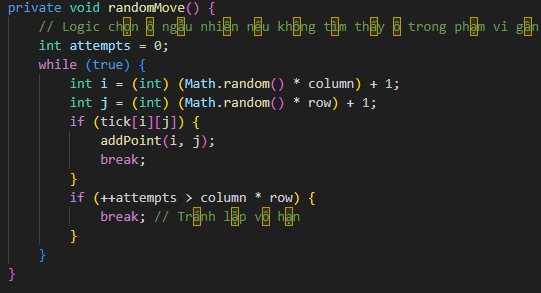 private void randomMove() {
// Logic chọn ô ngẫu nhiên nếu không tìm thấy ô trong phạm vi gần
int attempts = 0;
while (true) {
int i = (int) (Math.random() * column) + 1;
int j = (int) (Math.random() * row) + 1;
if (tick[i][j]) {
addPoint(i, j);
break;
}
if (++attempts > column * row) {
break; // Tránh lặp vô hạn
}
}
}